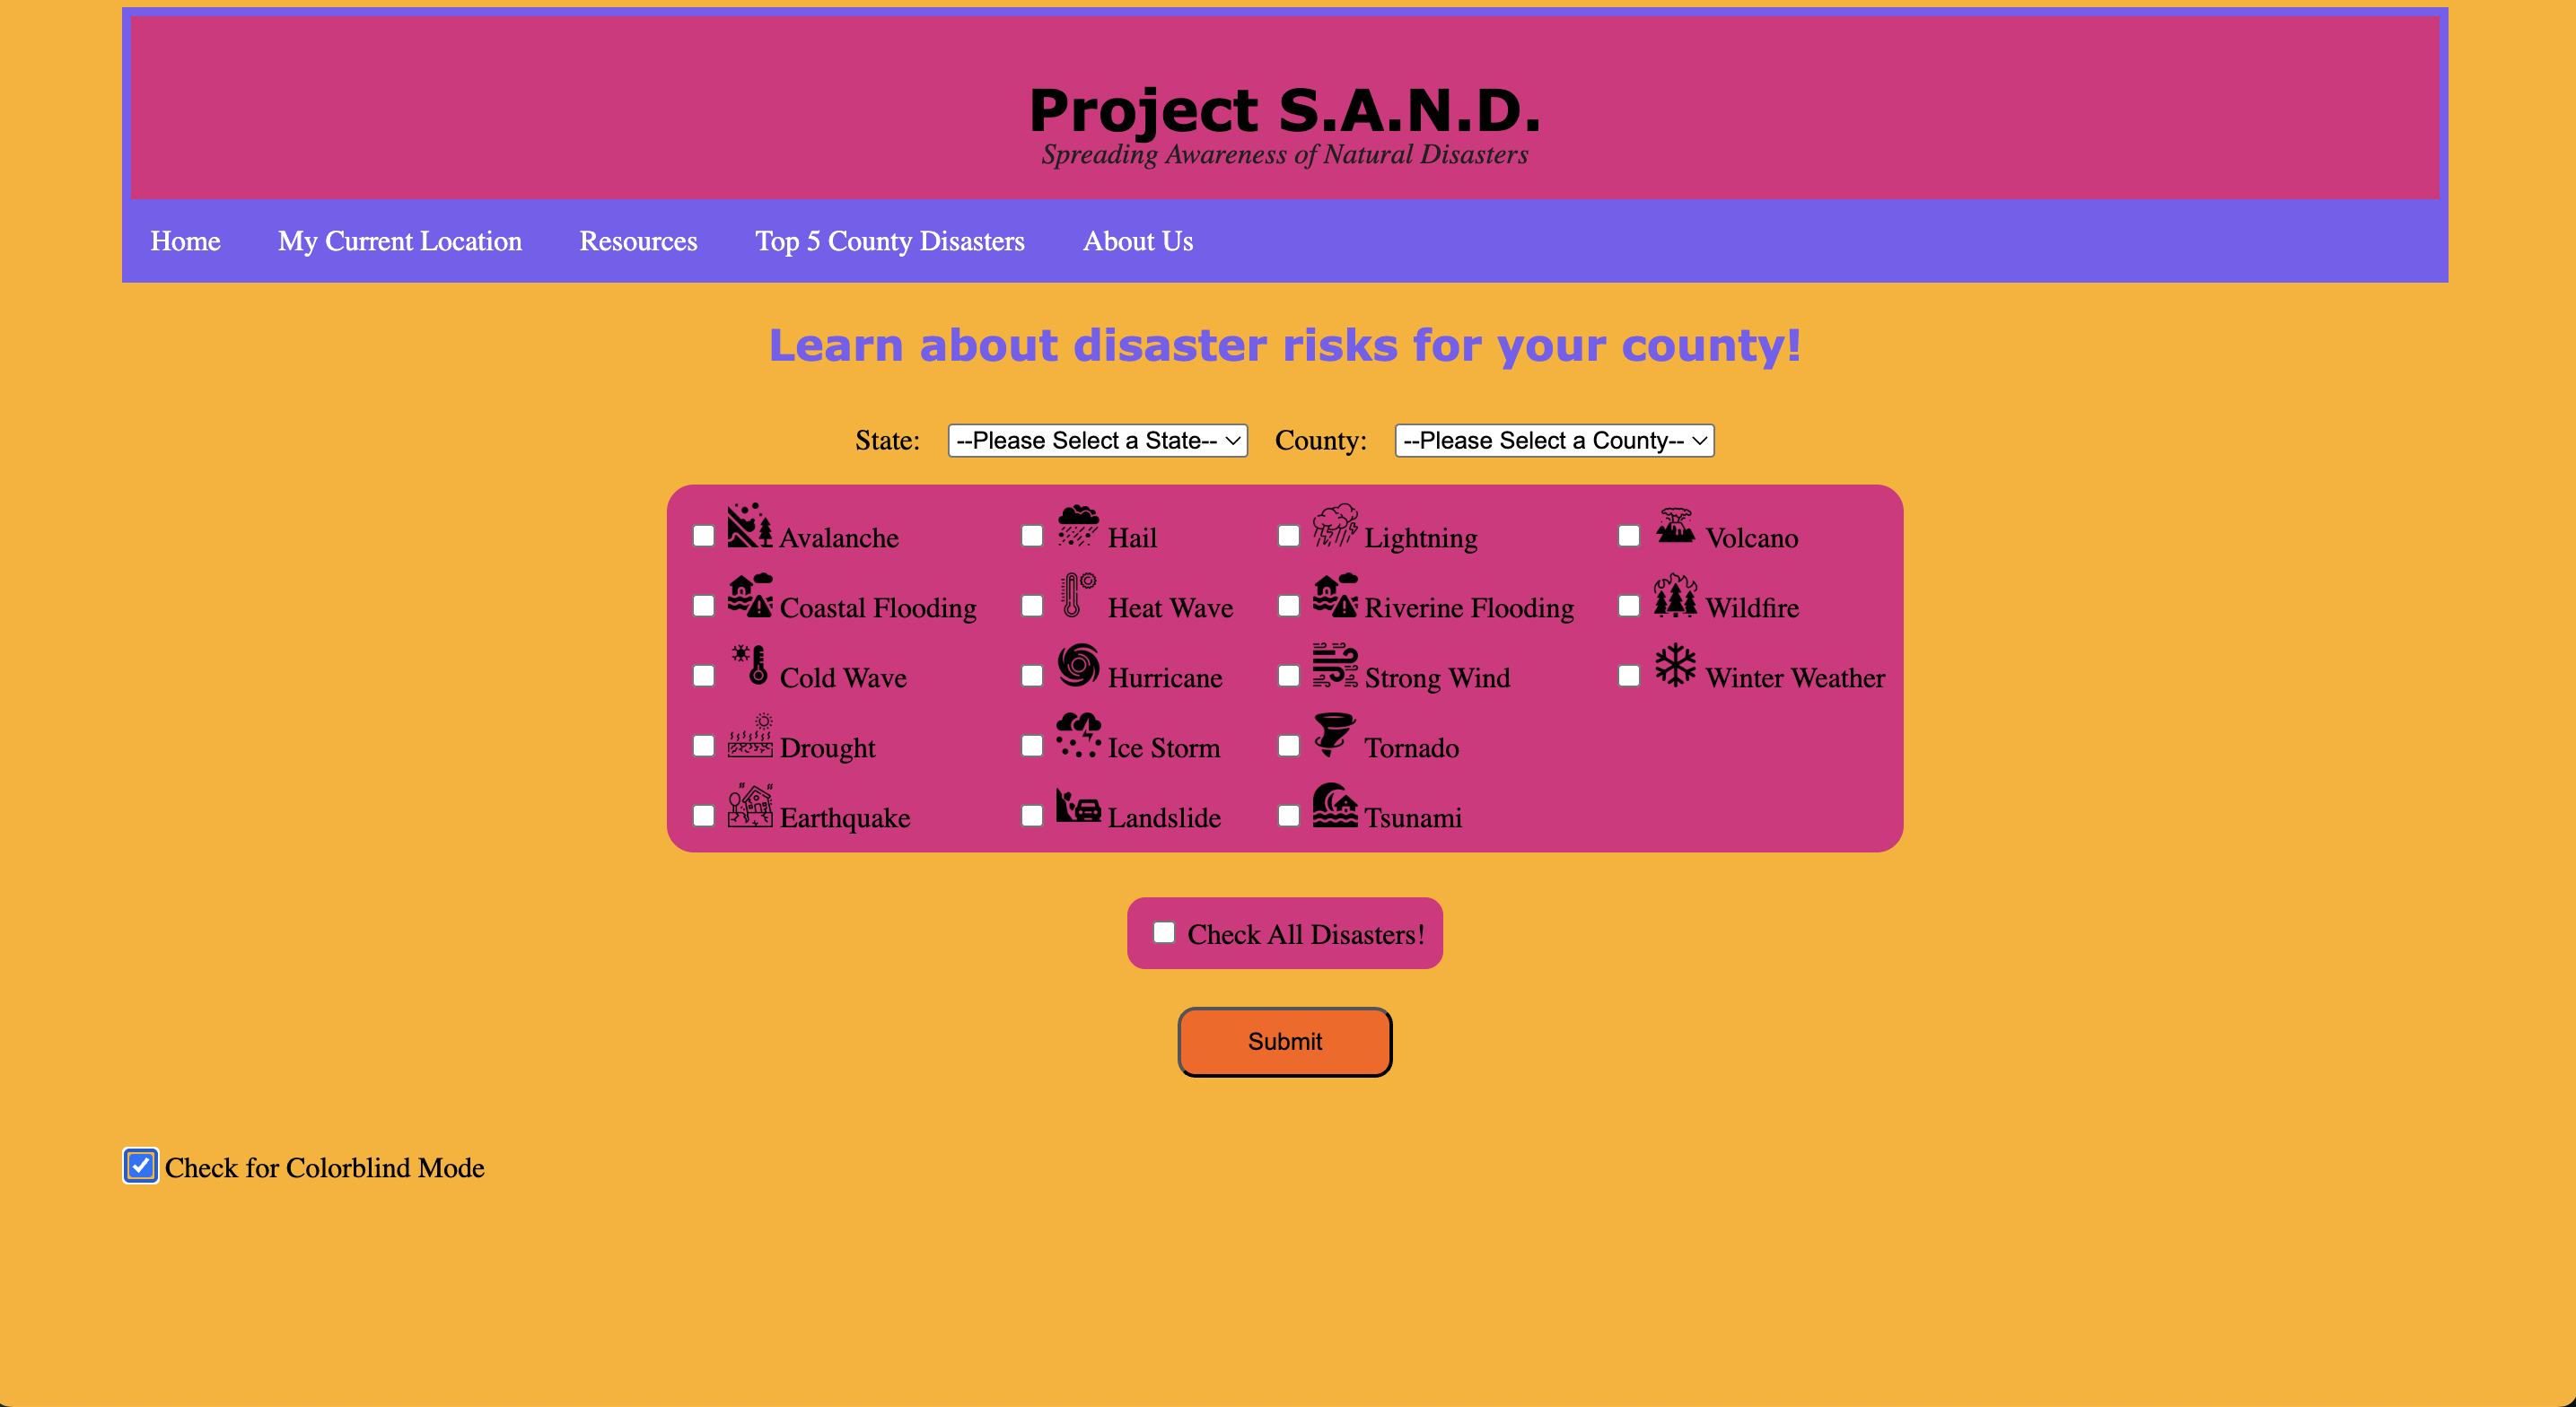 Project S.A.N.D.
Spreading Awareness of Natural Disasters
Home My Current Location Resources Top 5 County Disasters About Us
Learn about disaster risks for your county!
State: --Please Select a State-- County: --Please Select a County--
Avalanche Hail Lightning Volcano
Coastal Flooding Heat Wave Riverine Flooding Wildfire
Cold Wave Hurricane Strong Wind Winter Weather
Drought Ice Storm Tornado
Earthquake Landslide Tsunami
Check All Disasters!
Submit
Check for Colorblind Mode